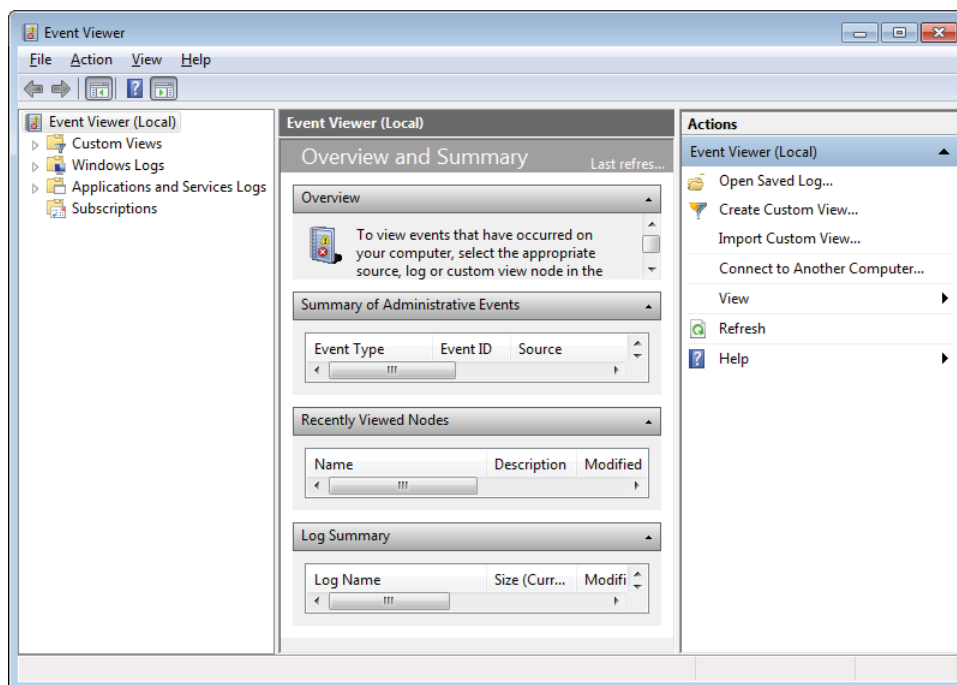 Event Viewer
File Action View Help
Event Viewer (Local)
Custom Views
Windows Logs
Applications and Services Logs
Subscriptions
Event Viewer (Local)
Overview and Summary Last refres...
Overview
To view events that have occurred on
your computer, select the appropriate
source, log or custom view node in the
Summary of Administrative Events
Event Type Event ID Source
Recently Viewed Nodes
Name Description Modified
Log Summary
Log Name Size (Curr... Modifi
Actions
Event Viewer (Local)
Open Saved Log...
Create Custom View...
Import Custom View...
Connect to Another Computer...
View
Refresh
Help